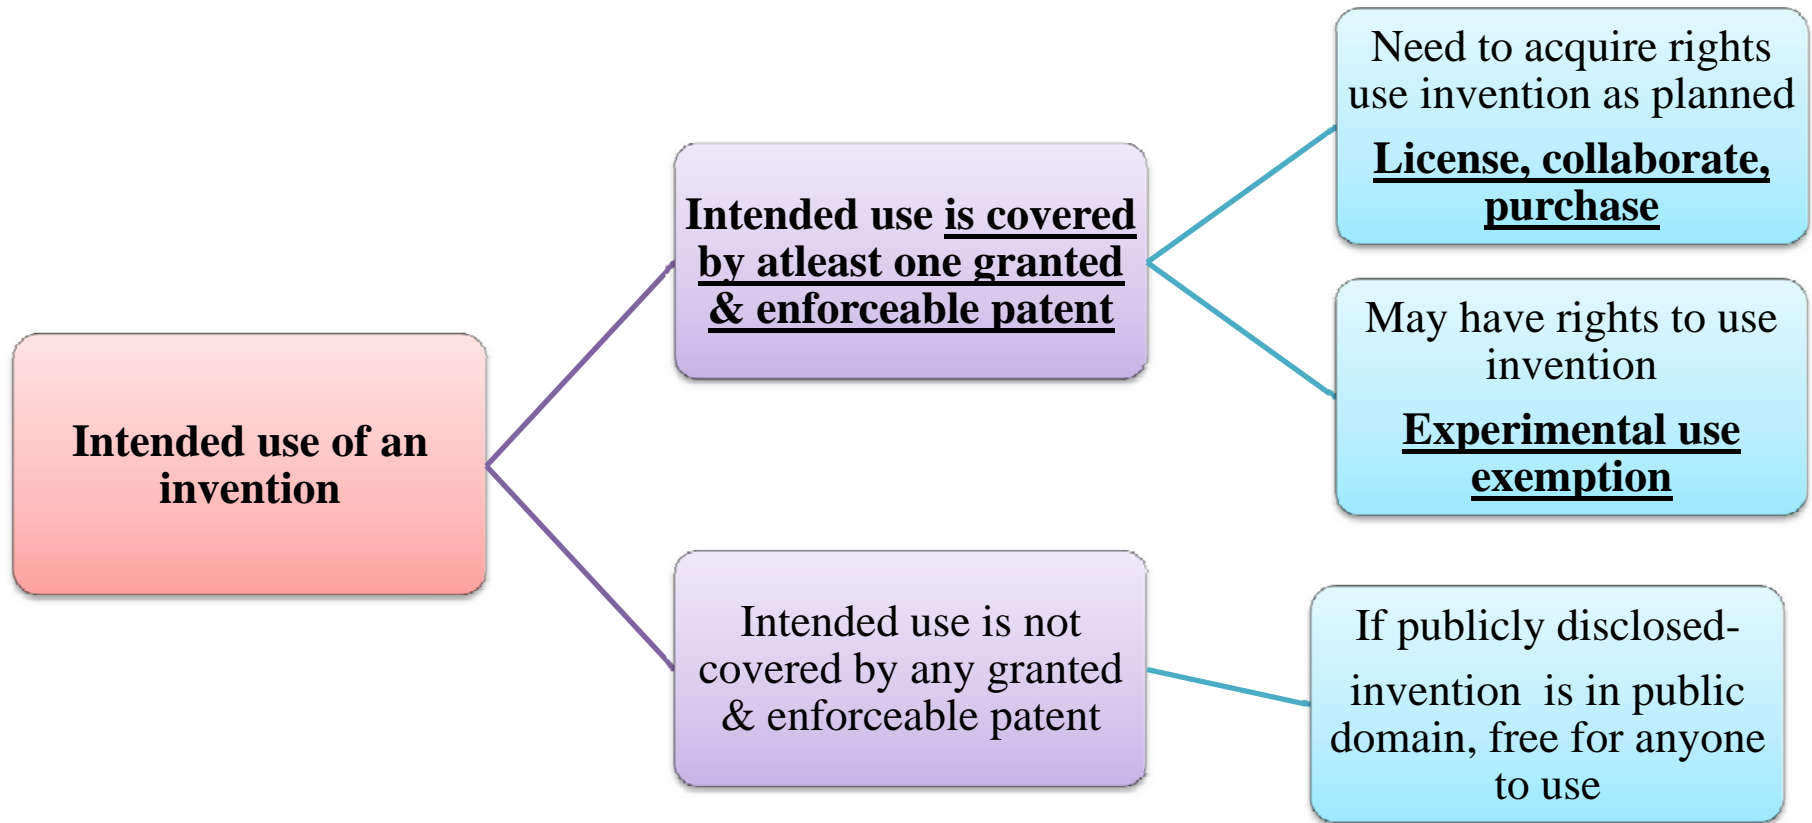 Intended use of an
invention
Intended use is covered
by atleast one granted
& enforceable patent
Need to acquire rights
use invention as planned
License, collaborate,
purchase
May have rights to use
invention
Experimental use
exemption
Intended use is not
covered by any granted
& enforceable patent
If publicly disclosed-
invention is in public
domain, free for anyone
to use